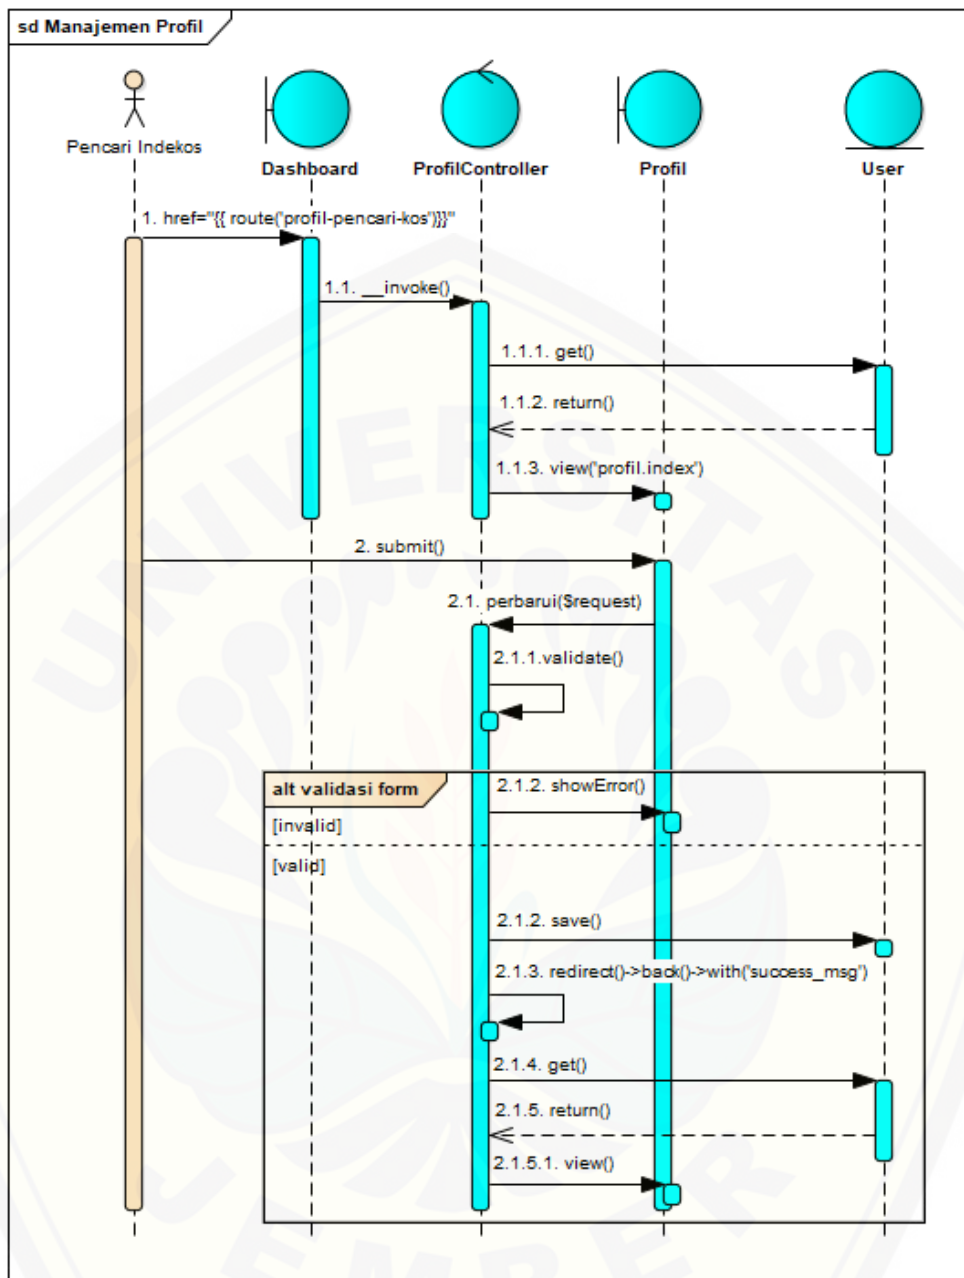 sd Manajemen Profil
Pencari Indekos
Dashboard
ProfilController
Profil
User
1. href="{{ route('profil-pencari-kos')}}"
1.1. __invoke()
1.1.1. get()
1.1.2. return()
1.1.3. view('profil.index')
2. submit()
2.1. perbarui($request)
2.1.1.validate()
alt validasi form
2.1.2. showError()
[invalid]
[valid]
2.1.2. save()
2.1.3. redirect()->back()->with('success_msg')
2.1.4. get()
2.1.5. return()
2.1.5.1. view()
UNIVERSITAS
JEMBER